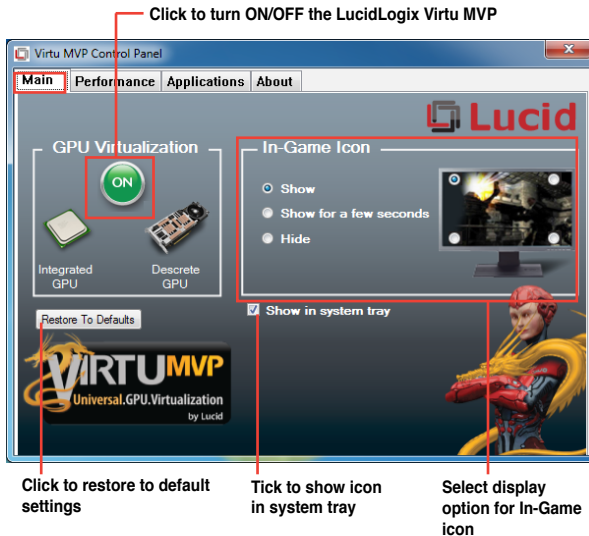 Click to turn ON/OFF the LucidLogix Virtu MVP
Virtu MVP Control Panel
Main Performance Applications About
Lucid
GPU Virtualization
ON
Integrated GPU
Descrete GPU
In-Game Icon
Show
Show for a few seconds
Hide
Restore To Defaults
Show in system tray
VIRTU MVP
Universal.GPU.Virtualization
by Lucid
Click to restore to default
settings
Tick to show icon
in system tray
Select display
option for In-Game
icon